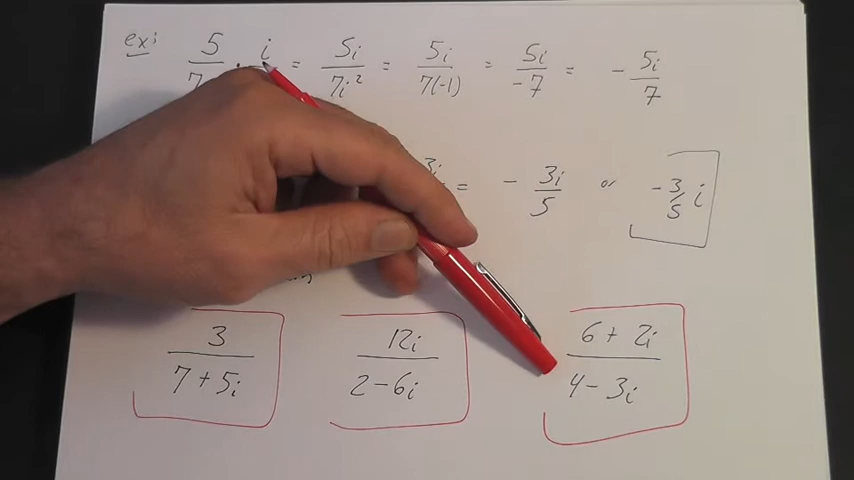 ex: 5/7 · i = 5i/7i² = 5i/7(-1) = 5i/-7 = - 5i/7
3i = - 3i/5 or - 3/5 i
3/7 + 5i 12i/2 - 6i 6 + 2i/4 - 3i